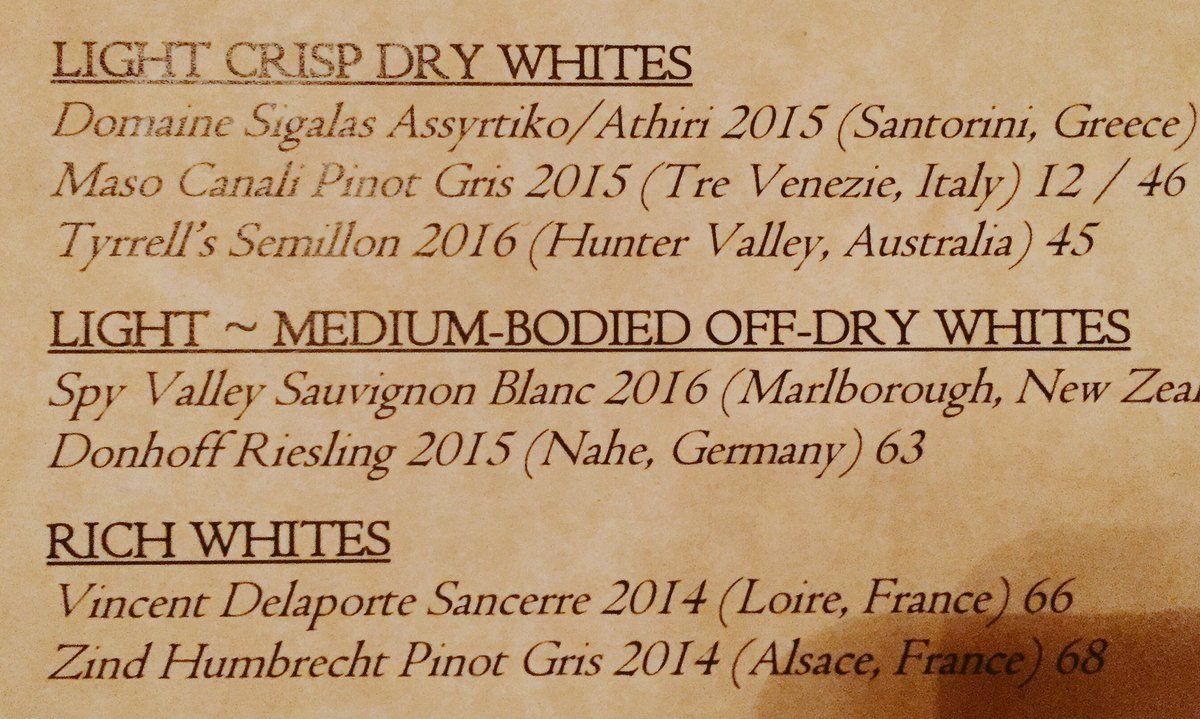 LIGHT CRISP DRY WHITES
Domaine Sigalas Assyrtiko/Athiri 2015 (Santorini, Greece)
Maso Canali Pinot Gris 2015 (Tre Venezie, Italy) 12 / 46
Tyrrell's Semillon 2016 (Hunter Valley, Australia) 45
LIGHT ~ MEDIUM-BODIED OFF-DRY WHITES
Spy Valley Sauvignon Blanc 2016 (Marlborough, New Zeal
Donhoff Riesling 2015 (Nahe, Germany) 63
RICH WHITES
Vincent Delaporte Sancerre 2014 (Loire, France) 66
Zind Humbrecht Pinot Gris 2014 (Alsace, France) 68